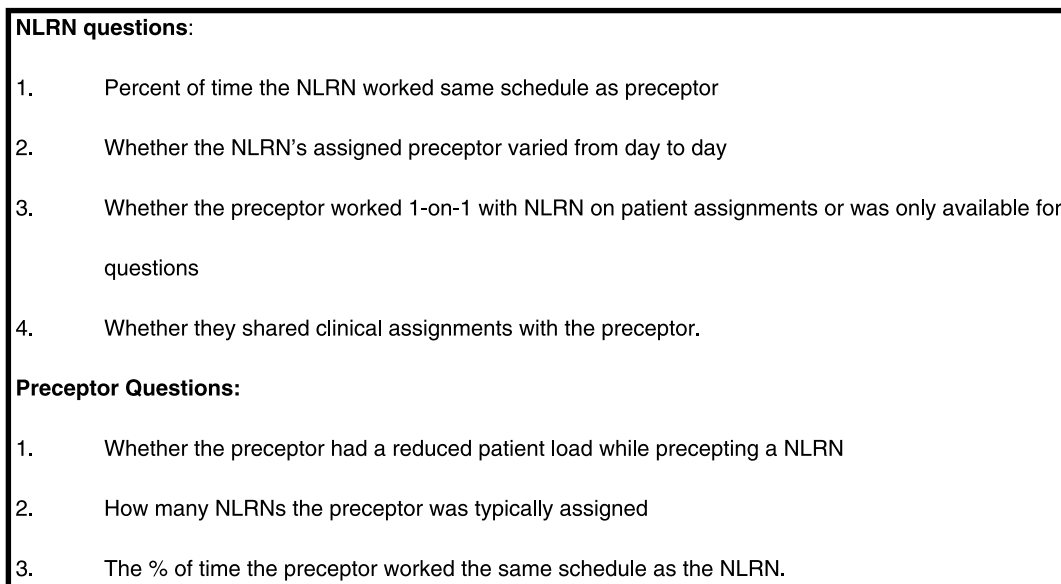 NLRN questions:
1. Percent of time the NLRN worked same schedule as preceptor
2. Whether the NLRN’s assigned preceptor varied from day to day
3. Whether the preceptor worked 1-on-1 with NLRN on patient assignments or was only available for
questions
4. Whether they shared clinical assignments with the preceptor.
Preceptor Questions:
1. Whether the preceptor had a reduced patient load while precepting a NLRN
2. How many NLRNs the preceptor was typically assigned
3. The % of time the preceptor worked the same schedule as the NLRN.